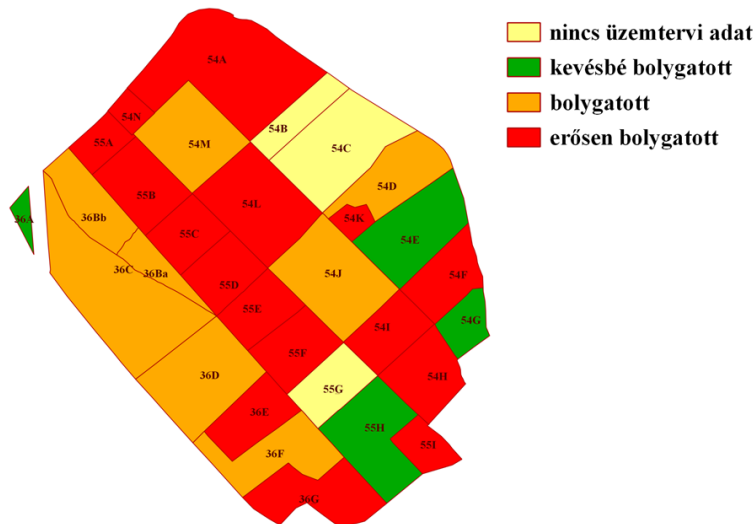 nincs üzemtervi adat
kevésbé bolygatott
bolygatott
erősen bolygatott
54A
54N
54B
54M
55A
54C
54D
55B
54L
36A
36Bb
54K
55C
54E
36C
36Ba
54J
54F
55D
55E
54G
54I
55F
36D
54H
55G
36E
55H
55I
36F
36G